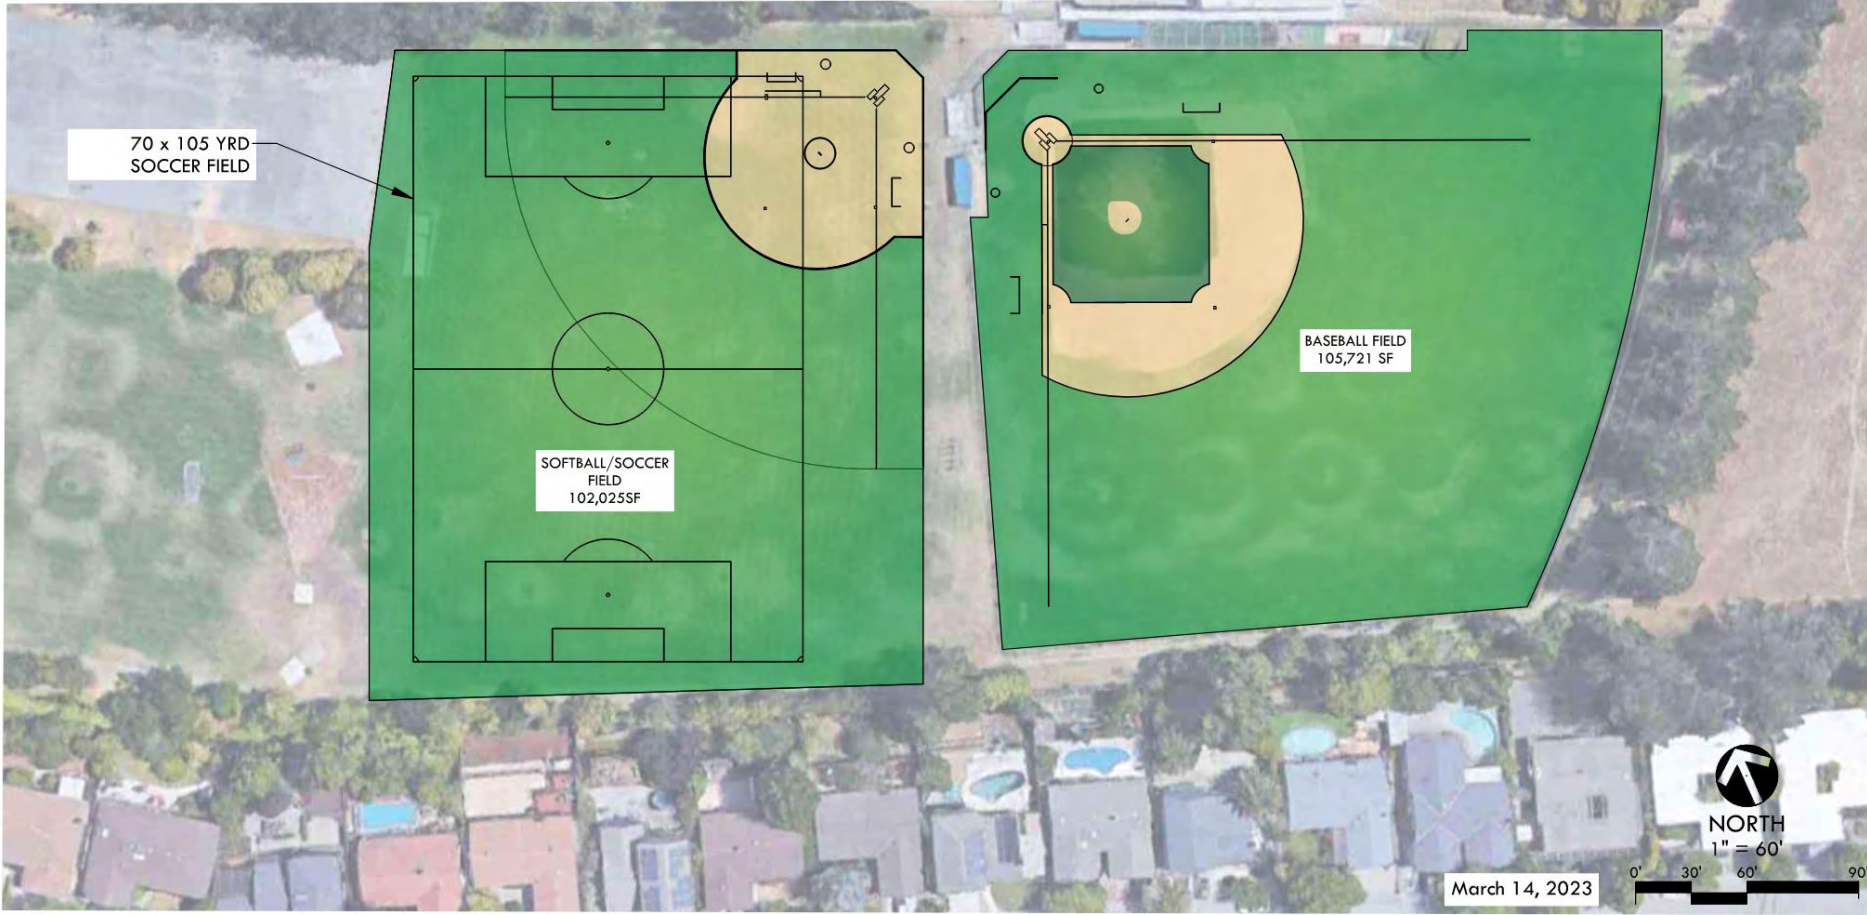 70 x 105 YRD
SOCCER FIELD
SOFTBALL/SOCCER
FIELD
102,025SF
BASEBALL FIELD
105,721 SF
NORTH
1" = 60'
March 14, 2023
0' 30' 60' 90'